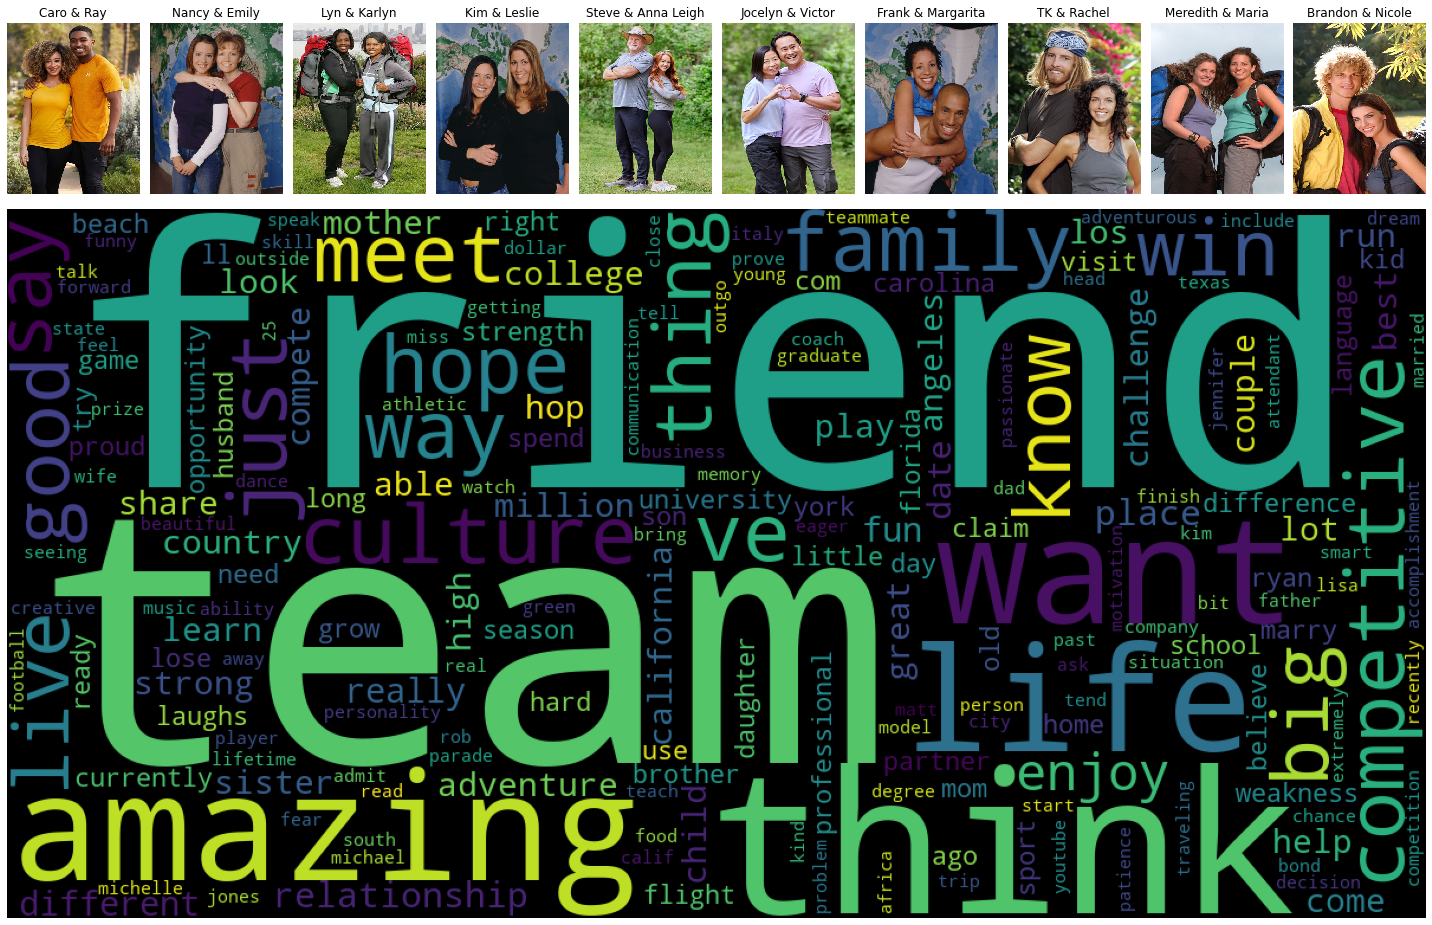 Caro & Ray
Nancy & Emily
Lyn & Karlyn
Kim & Leslie
Steve & Anna Leigh
Jocelyn & Victor
Frank & Margarita
TK & Rachel
Meredith & Maria
Brandon & Nicole
friend
team
want
think
amazing
life
competitive
family
win
meet
know
culture
just
thing
way
hope
say
good
live
big
ve
enjoy
beach
funny
talk
forward
state
feel
game
try
prize
proud
wife
ll
speak
skill
outside
look
mother
right
dollar
college
getting
strength
miss
25
opportunity
husband
compete
athletic
hop
spend
dance
close
tell
communication
business
outgo
teammate
italy
prove
young
com
carolina
coach
graduate
play
florida
angeles
date
los
visit
adventurous
include
head
texas
run
kid
dream
language
best
married
challenge
couple
jennifer
attendant
passionate
share
long
able
watch
million
university
memory
york
son
bring
eager
little
fun
day
dad
claim
finish
place
difference
kim
lot
smart
accomplishment
beautiful
seeing
country
need
creative
music
ability
learn
grow
high
green
season
california
great
old
motivation
bit
ryan
lisa
father
company
school
marry
past
ask
situation
football
ready
lose
away
strong
laughs
really
personality
real
hard
daughter
professional
matt
model
person
city
home
tend
believe
extremely
recently
player
lifetime
rob
parade
use
currently
sister
admit
read
adventure
brother
teach
partner
degree
mom
start
weakness
chance
competition
fear
south
michael
child
food
calif
kind
problem
africa
ago
trip
sport
youtube
patience
traveling
help
bond
decision
come
michelle
different
jones
relationship
flight